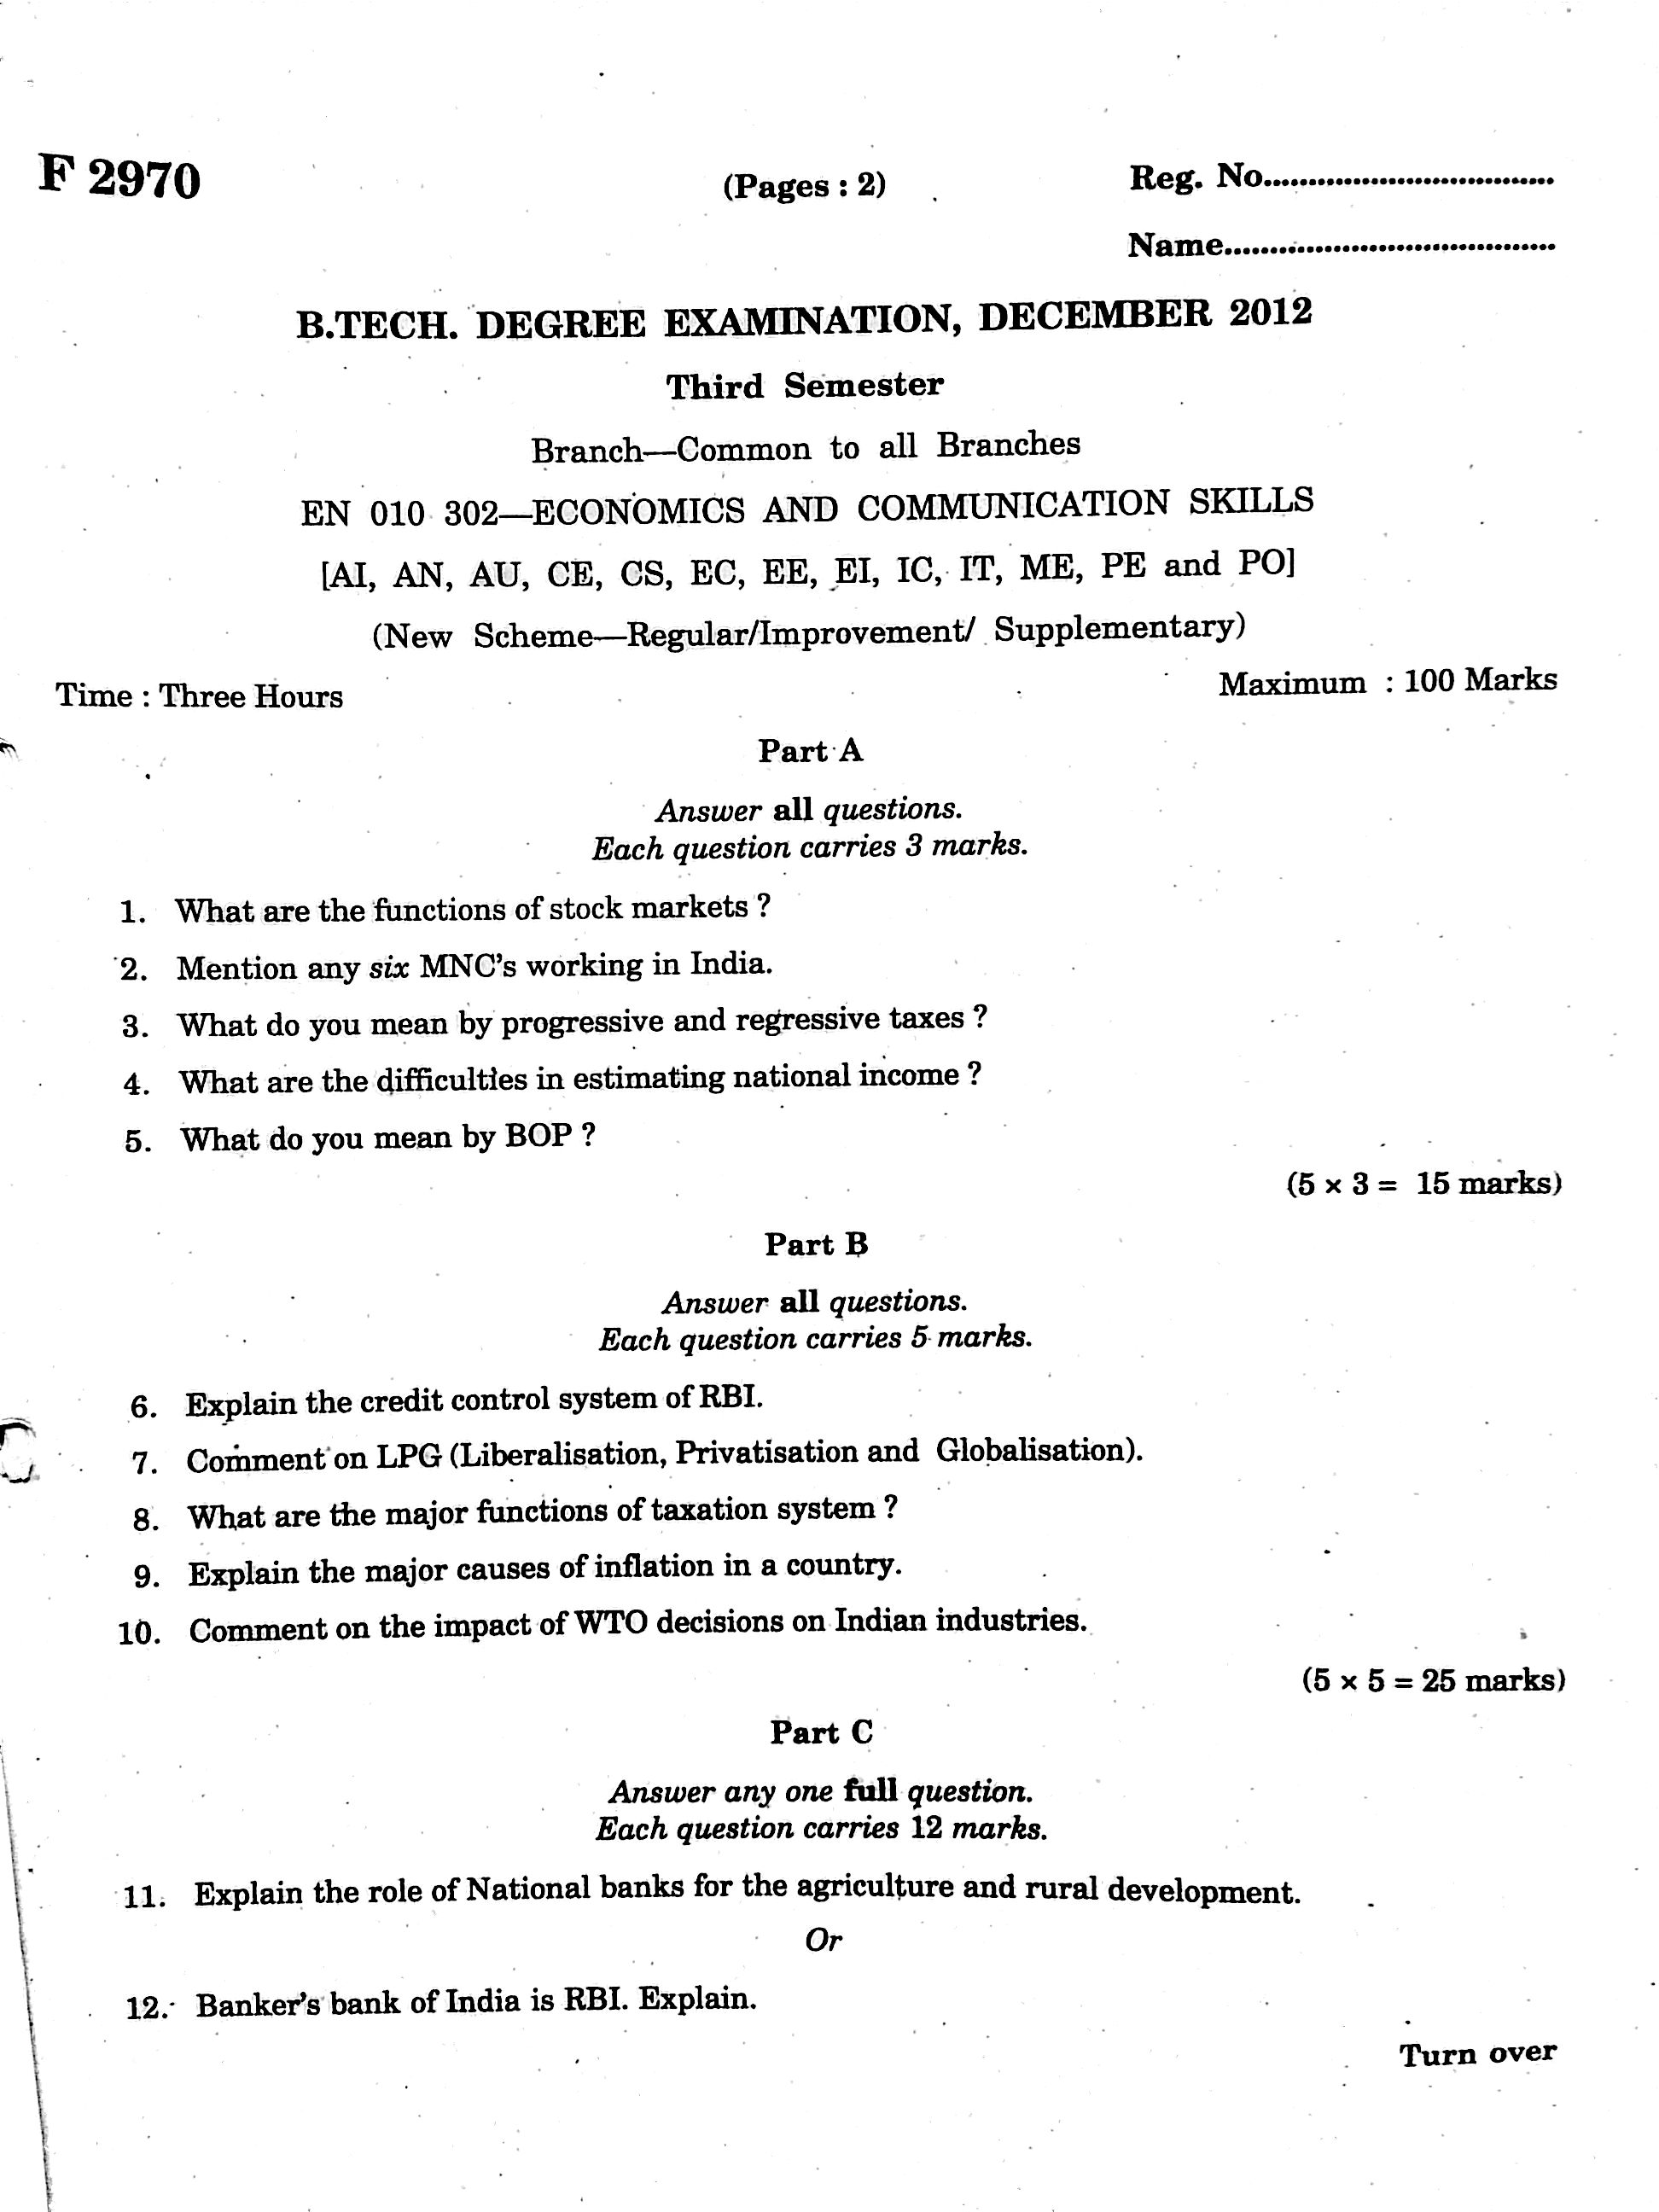 F 2970
(Pages : 2)
Reg. No.................................
Name.....................................
B.TECH. DEGREE EXAMINATION, DECEMBER 2012
Third Semester
Branch—Common to all Branches
EN 010 302—ECONOMICS AND COMMUNICATION SKILLS
[AI, AN, AU, CE, CS, EC, EE, EI, IC, IT, ME, PE and PO]
(New Scheme—Regular/Improvement/ Supplementary)
Time : Three Hours
Maximum : 100 Marks
Part A
Answer all questions.
Each question carries 3 marks.
1. What are the functions of stock markets ?
2. Mention any six MNC's working in India.
3. What do you mean by progressive and regressive taxes ?
4. What are the difficulties in estimating national income ?
5. What do you mean by BOP ?
(5 × 3 = 15 marks)
Part B
Answer all questions.
Each question carries 5 marks.
6. Explain the credit control system of RBI.
7. Comment on LPG (Liberalisation, Privatisation and Globalisation).
8. What are the major functions of taxation system ?
9. Explain the major causes of inflation in a country.
10. Comment on the impact of WTO decisions on Indian industries.
(5 × 5 = 25 marks)
Part C
Answer any one full question.
Each question carries 12 marks.
11. Explain the role of National banks for the agriculture and rural development.
Or
12. Banker's bank of India is RBI. Explain.
Turn over